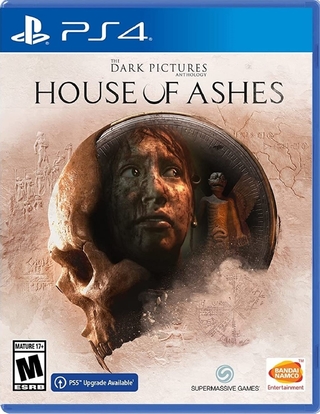 PS4
THE
DARK PICTURES
ANTHOLOGY
HOUSE OF ASHES
MATURE 17+
M
ESRB
PS5 Upgrade Available
SUPERMASSIVE GAMES
BANDAI
NAMCO
Entertainment